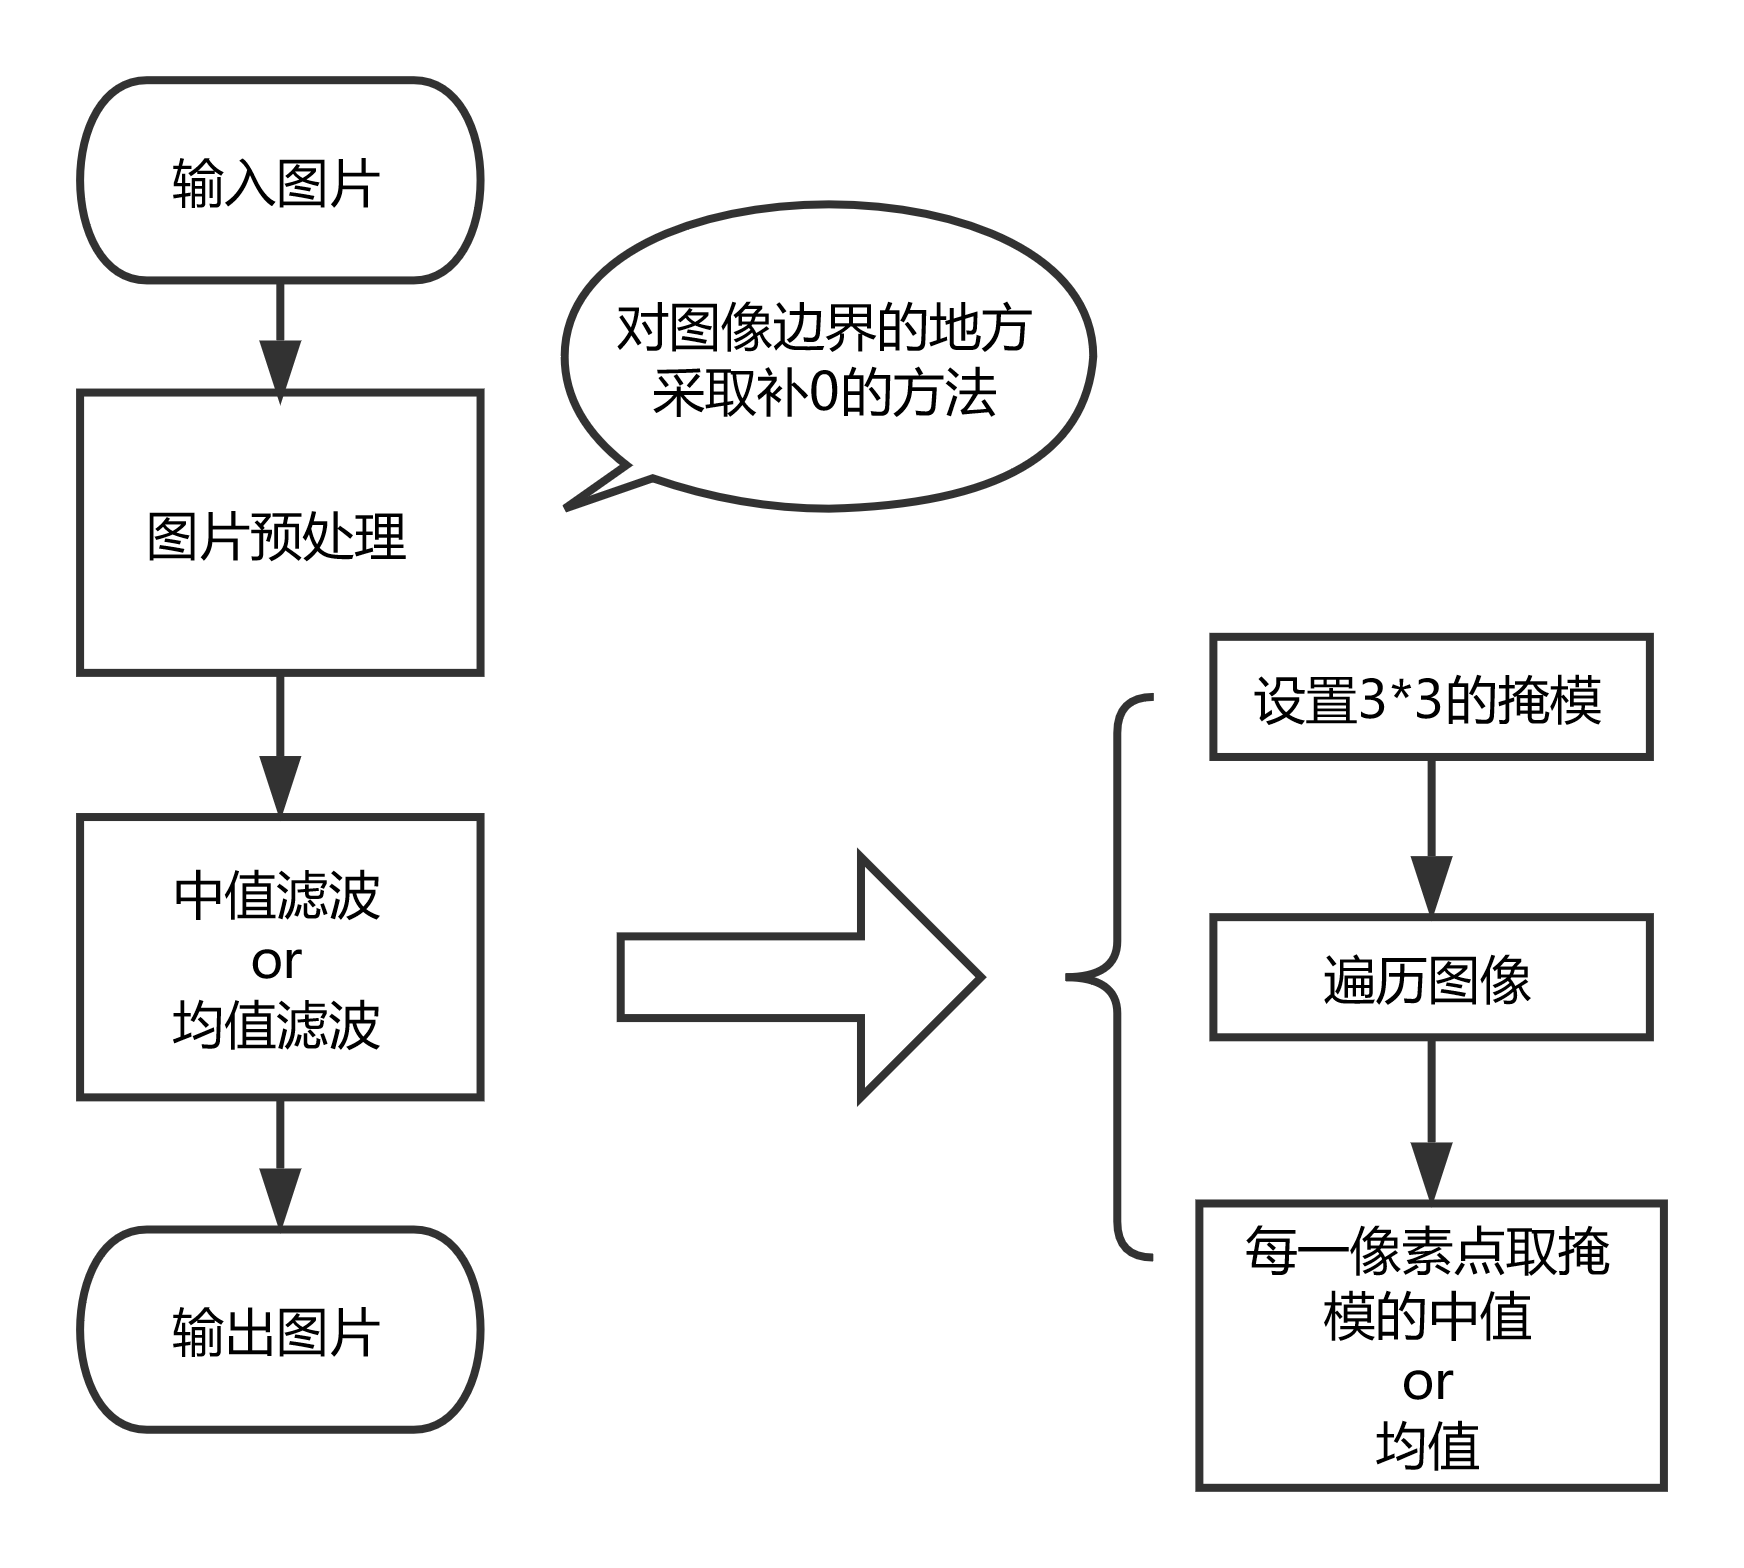 输入图片
对图像边界的地方
采取补0的方法
图片预处理
中值滤波
or
均值滤波
输出图片
设置3*3的掩模
遍历图像
每一像素点取掩
模的中值
or
均值